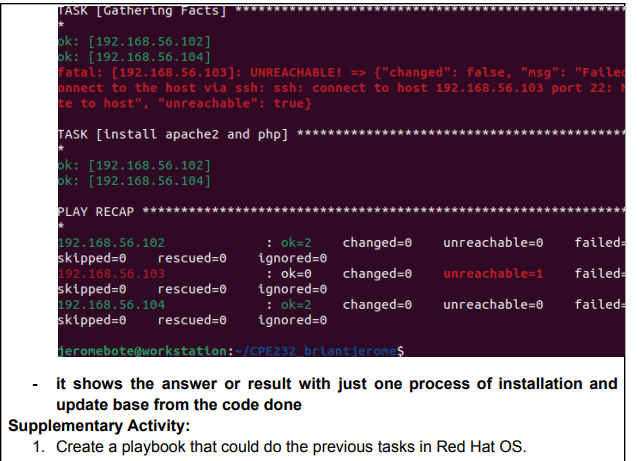 TASK [Gathering Facts] *****************************************************
*
ok: [192.168.56.102]
ok: [192.168.56.104]
fatal: [192.168.56.103]: UNREACHABLE! => {"changed": false, "msg": "Failed
onnect to the host via ssh: ssh: connect to host 192.168.56.103 port 22:
te to host", "unreachable": true}
TASK [install apache2 and php] *********************************************
*
ok: [192.168.56.102]
ok: [192.168.56.104]
PLAY RECAP *****************************************************************
*
192.168.56.102 : ok=2 changed=0 unreachable=0 failed=
skipped=0 rescued=0 ignored=0
192.168.56.103 : ok=0 changed=0 unreachable=1 failed=
skipped=0 rescued=0 ignored=0
192.168.56.104 : ok=2 changed=0 unreachable=0 failed=
skipped=0 rescued=0 ignored=0
jeromebote@workstation:~/CPE232_briantjerome$
- it shows the answer or result with just one process of installation and
update base from the code done
Supplementary Activity:
1. Create a playbook that could do the previous tasks in Red Hat OS.